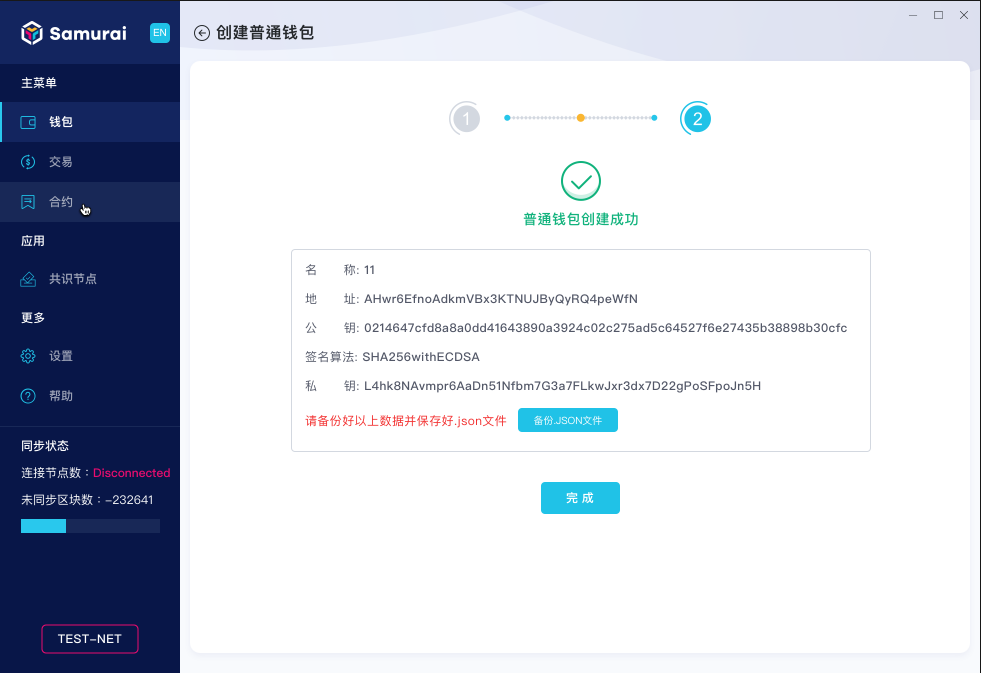 Samurai EN
主菜单
钱包
交易
合约
应用
共识节点
更多
设置
帮助
同步状态
连接节点数：Disconnected
未同步区块数：-232641
TEST-NET
创建普通钱包
1 2
普通钱包创建成功
名 称: 11
地 址: AHwr6EfnoAdkmVBx3KTNUJByQyRQ4peWfN
公 钥: 0214647cfd8a8a0dd41643890a3924c02c275ad5c64527f6e27435b38898b30cfc
签名算法: SHA256withECDSA
私 钥: L4hk8NAvmpr6AaDn51Nfbm7G3a7FLkwJxr3dx7D22gPoSFpoJn5H
请备份好以上数据并保存好.json文件 备份.JSON文件
完 成